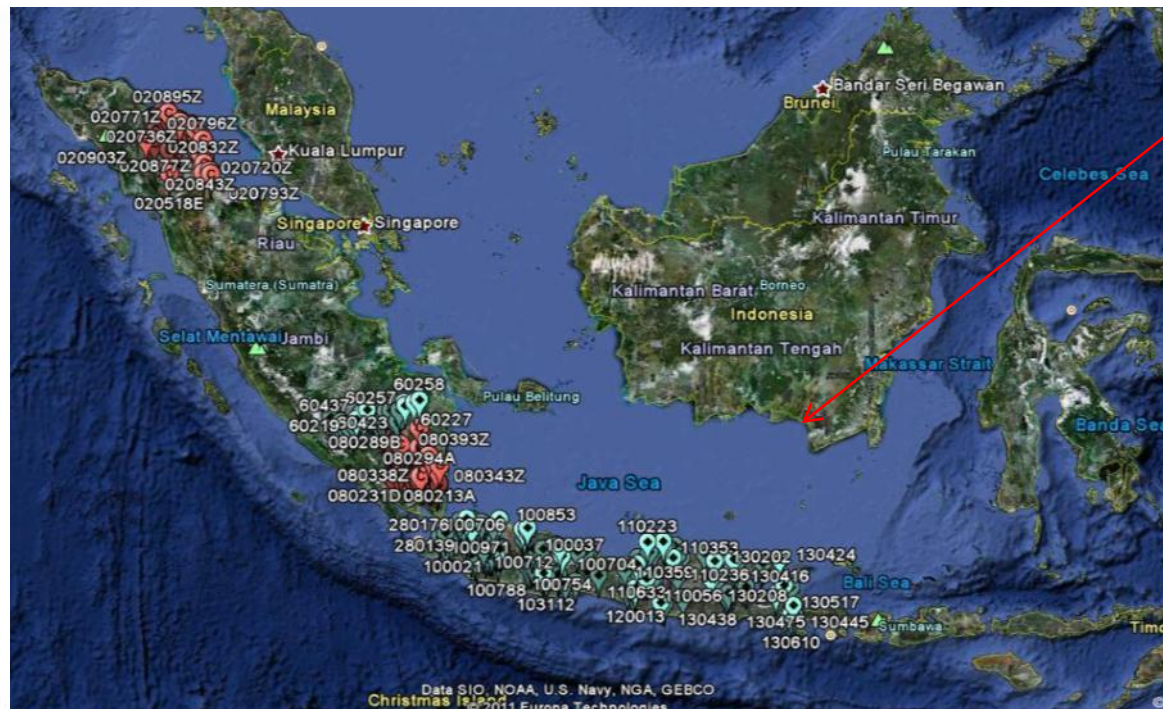 Bandar Seri Begawan
Brunei
020895Z
Malaysia
020771Z
020796Z
020736Z
020832Z
Kuala Lumpur
Pulau Tarakan
020903Z
020877Z
020720Z
Celebes Sea
020843Z
020793Z
020518E
Kalimantan Timur
Singapore
Singapore
Riau
Sumatera (Sumatra)
Kalimantan Barat
Borneo
Indonesia
Selat Mentawai
Jambi
Kalimantan Tengah
Makassar Strait
60258
60257
Pulau Belitung
60437
60423
60227
60219
Banda Sea
080289B
080393Z
080294A
080338Z
080343Z
Java Sea
080231D
080213A
280176
100706
100853
110223
280139
100971
100037
110353
130202
130424
100021
100712
100704
110359
110236
130416
Bali Sea
100788
100754
110633
110056
130208
130517
103112
120013
130438
130475
130445
Sumbawa
Timo
130610
Data SIO, NOAA, U.S. Navy, NGA, GEBCO
Christmas Island
© 2011 Europa Technologies
©